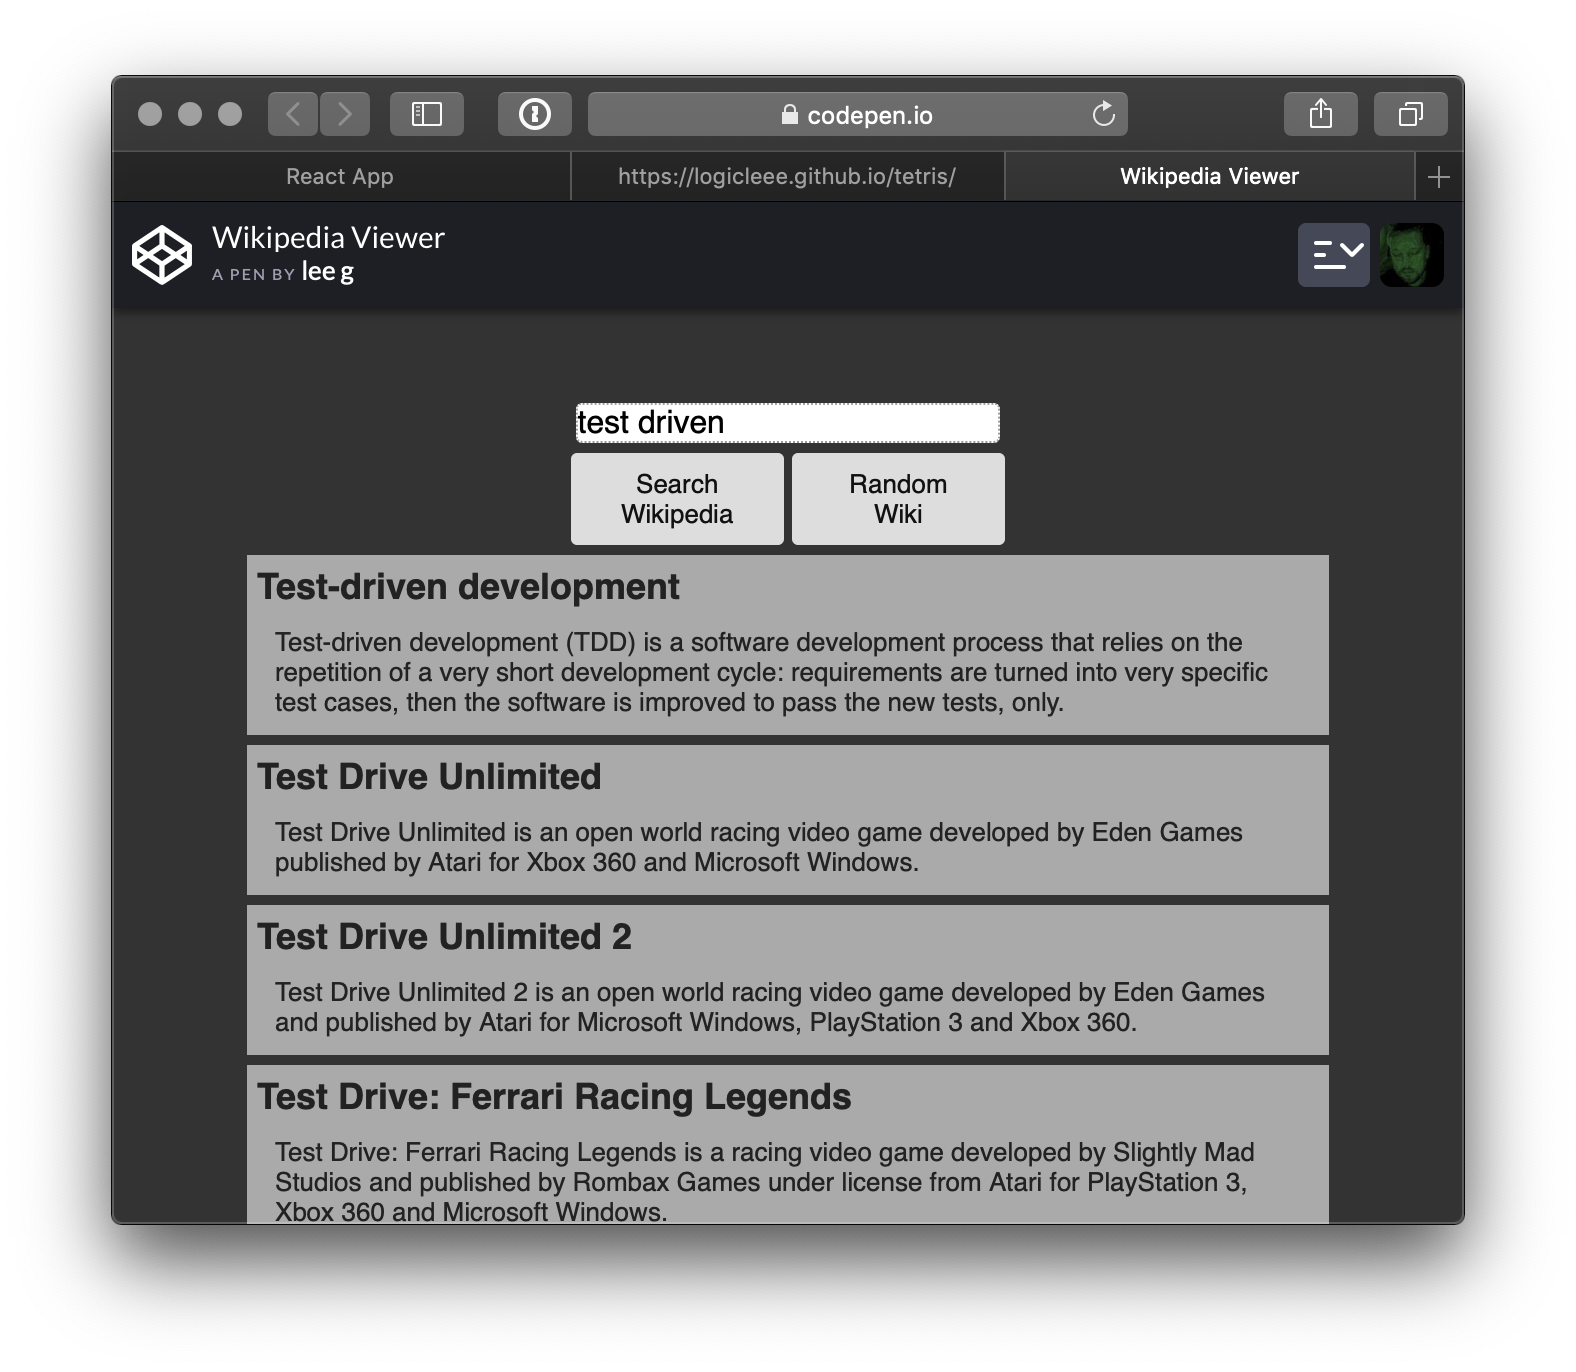 codepen.io
React App
https://logicleee.github.io/tetris/
Wikipedia Viewer
Wikipedia Viewer
A PEN BY lee g
test driven
Search
Wikipedia
Random
Wiki
Test-driven development
Test-driven development (TDD) is a software development process that relies on the
repetition of a very short development cycle: requirements are turned into very specific
test cases, then the software is improved to pass the new tests, only.
Test Drive Unlimited
Test Drive Unlimited is an open world racing video game developed by Eden Games
published by Atari for Xbox 360 and Microsoft Windows.
Test Drive Unlimited 2
Test Drive Unlimited 2 is an open world racing video game developed by Eden Games
and published by Atari for Microsoft Windows, PlayStation 3 and Xbox 360.
Test Drive: Ferrari Racing Legends
Test Drive: Ferrari Racing Legends is a racing video game developed by Slightly Mad
Studios and published by Rombax Games under license from Atari for PlayStation 3,
Xbox 360 and Microsoft Windows.